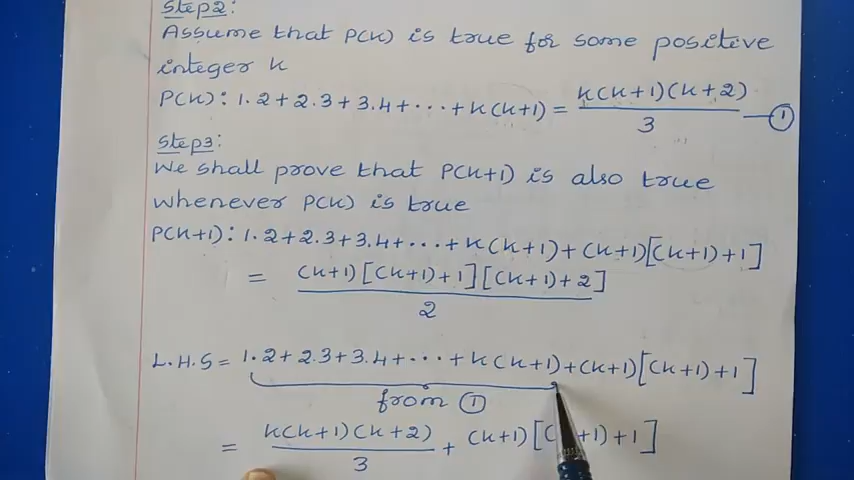 Step2:
Assume that P(k) is true for some positive
integer k
P(k): 1.2+2.3+3.4+...+k(k+1) = k(k+1)(k+2)/3 —①
Step3:
We shall prove that P(k+1) is also true
whenever P(k) is true
P(k+1): 1.2+2.3+3.4+...+k(k+1)+(k+1)[(k+1)+1]
= (k+1)[(k+1)+1][(k+1)+2]/2
L.H.S = 1.2+2.3+3.4+...+k(k+1)+(k+1)[(k+1)+1]
from ①
= k(k+1)(k+2)/3 + (k+1)[( +1)+1]